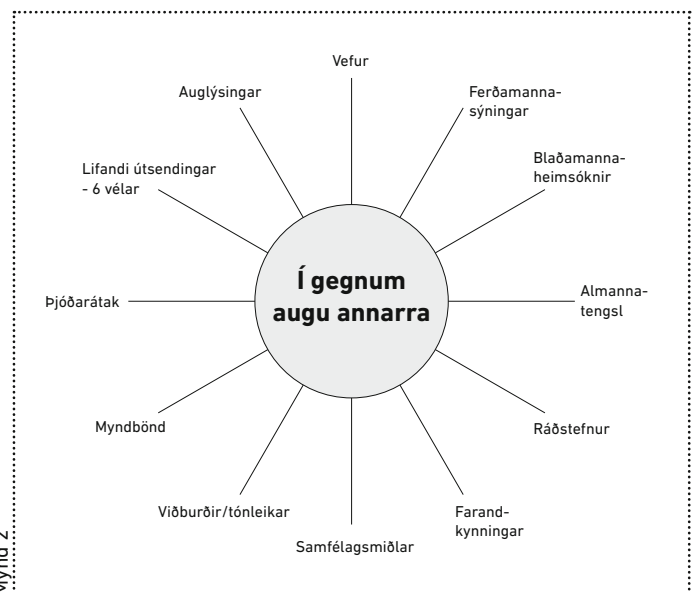 Vefur
Ferðamanna-
sýningar
Blaðamanna-
heimsóknir
Almanna-
tengsl
Ráðstefnur
Farand-
kynningar
Samfélagsmiðlar
Viðburðir/tónleikar
Myndbönd
Þjóðarátak
Lifandi útsendingar
- 6 vélar
Auglýsingar
Í gegnum
augu annarra
Mynd 2